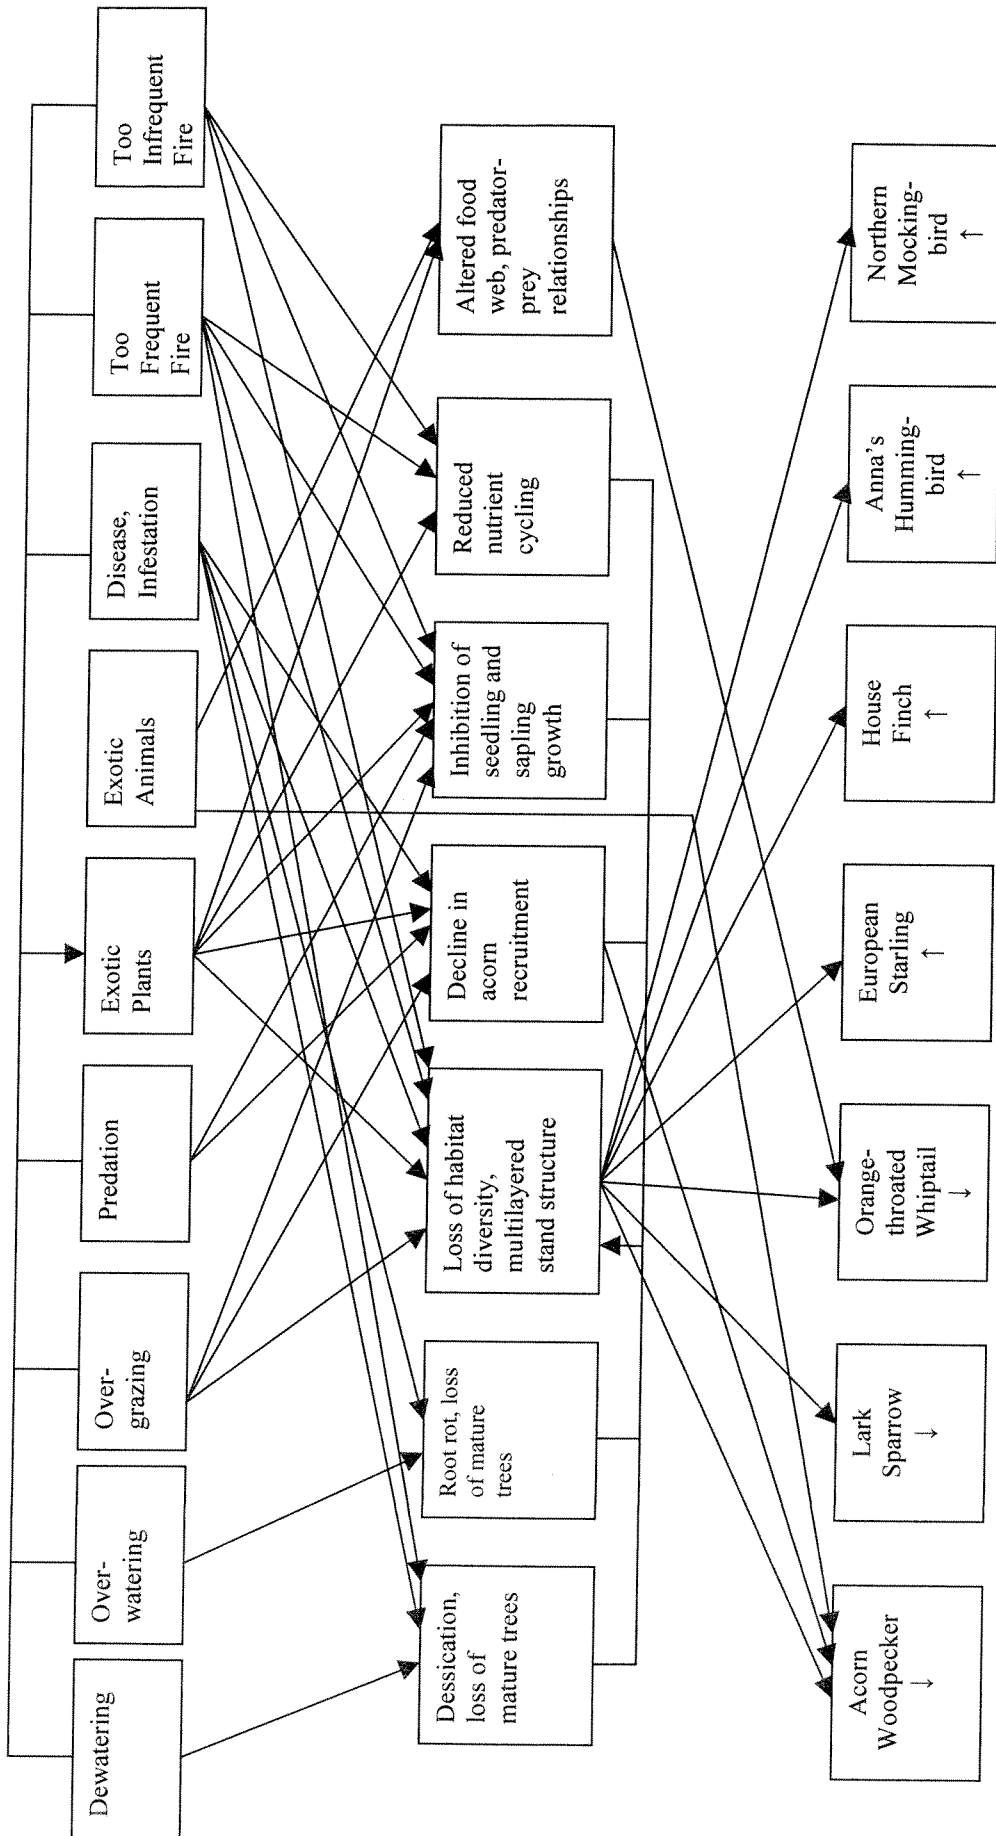 Dewatering
Over-
watering
Over-
grazing
Predation
Exotic
Plants
Exotic
Animals
Disease,
Infestation
Too
Frequent
Fire
Too
Infrequent
Fire
Dessication,
loss of
mature trees
Root rot, loss
of mature
trees
Loss of habitat
diversity,
multilayered
stand structure
Decline in
acorn
recruitment
Inhibition of
seedling and
sapling
growth
Reduced
nutrient
cycling
Altered food
web, predator-
prey
relationships
Acorn
Woodpecker
↓
Lark
Sparrow
↓
Orange-
throated
Whiptail
↓
European
Starling
↑
House
Finch
↑
Anna's
Humming-
bird
↑
Northern
Mocking-
bird
↑